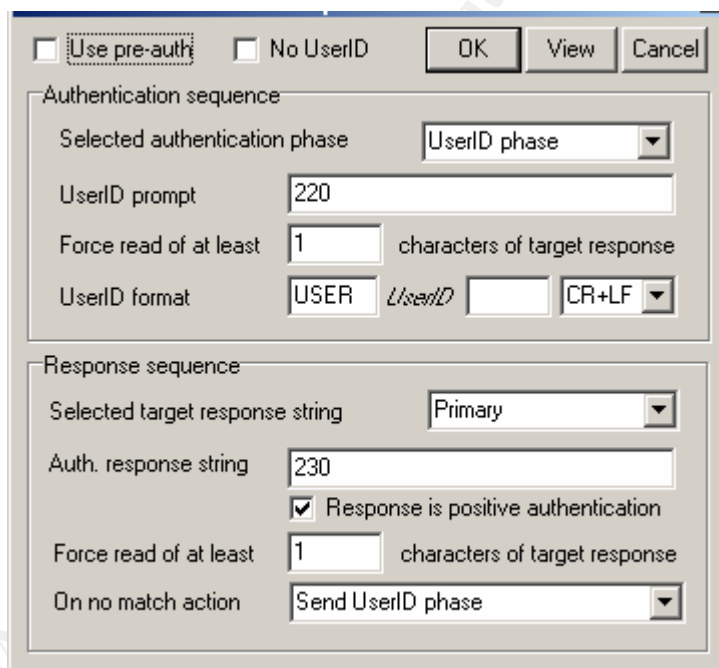 Use pre-auth No UserID OK View Cancel
Authentication sequence
Selected authentication phase UserID phase
UserID prompt 220
Force read of at least 1 characters of target response
UserID format USER UserID CR+LF
Response sequence
Selected target response string Primary
Auth. response string 230
Response is positive authentication
Force read of at least 1 characters of target response
On no match action Send UserID phase